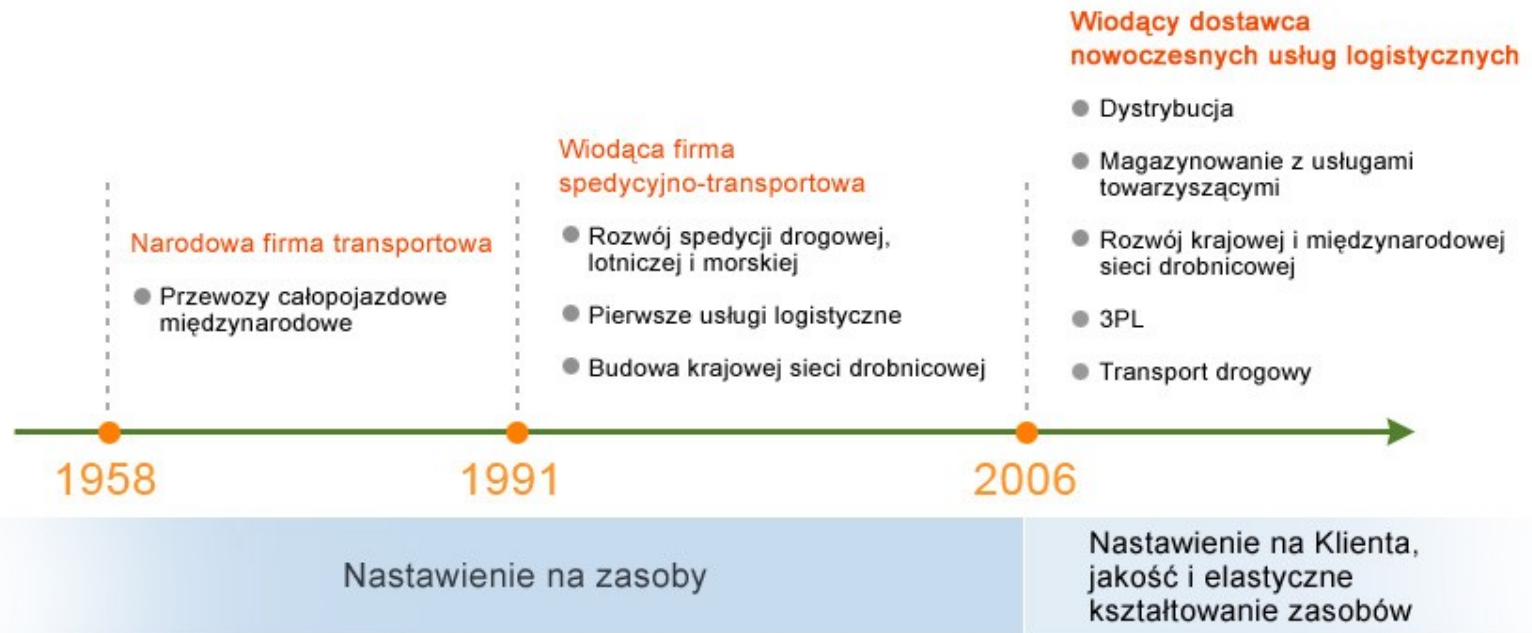 Narodowa firma transportowa
Przewozy całopojazdowe
międzynarodowe
Wiodąca firma
spedycyjno-transportowa
Rozwój spedycji drogowej,
lotniczej i morskiej
Pierwsze usługi logistyczne
Budowa krajowej sieci drobnicowej
Wiodący dostawca
nowoczesnych usług logistycznych
Dystrybucja
Magazynowanie z usługami
towarzyszącymi
Rozwój krajowej i międzynarodowej
sieci drobnicowej
3PL
Transport drogowy
1958
1991
2006
Nastawienie na zasoby
Nastawienie na Klienta,
jakość i elastyczne
kształtowanie zasobów